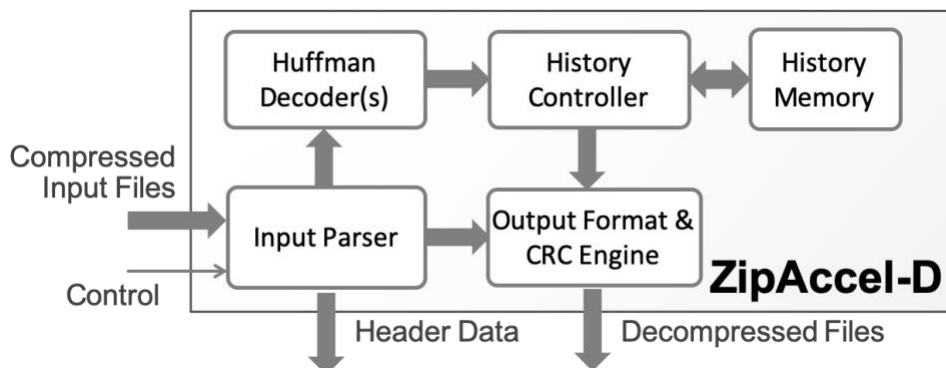 Huffman
Decoder(s)
History
Controller
History
Memory
Compressed
Input Files
Input Parser
Output Format &
CRC Engine
Control
ZipAccel-D
Header Data
Decompressed Files